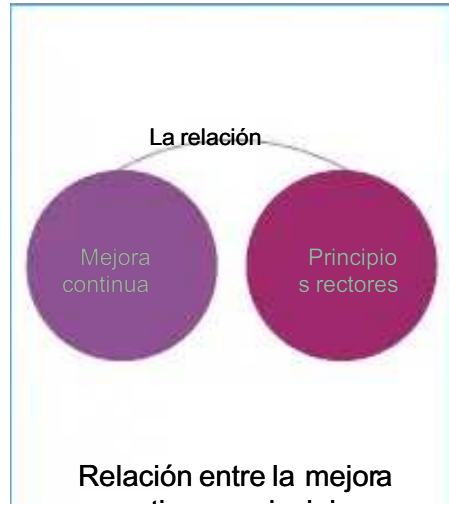 La relación
Mejora
continua
Principio
s rectores
Relación entre la mejora